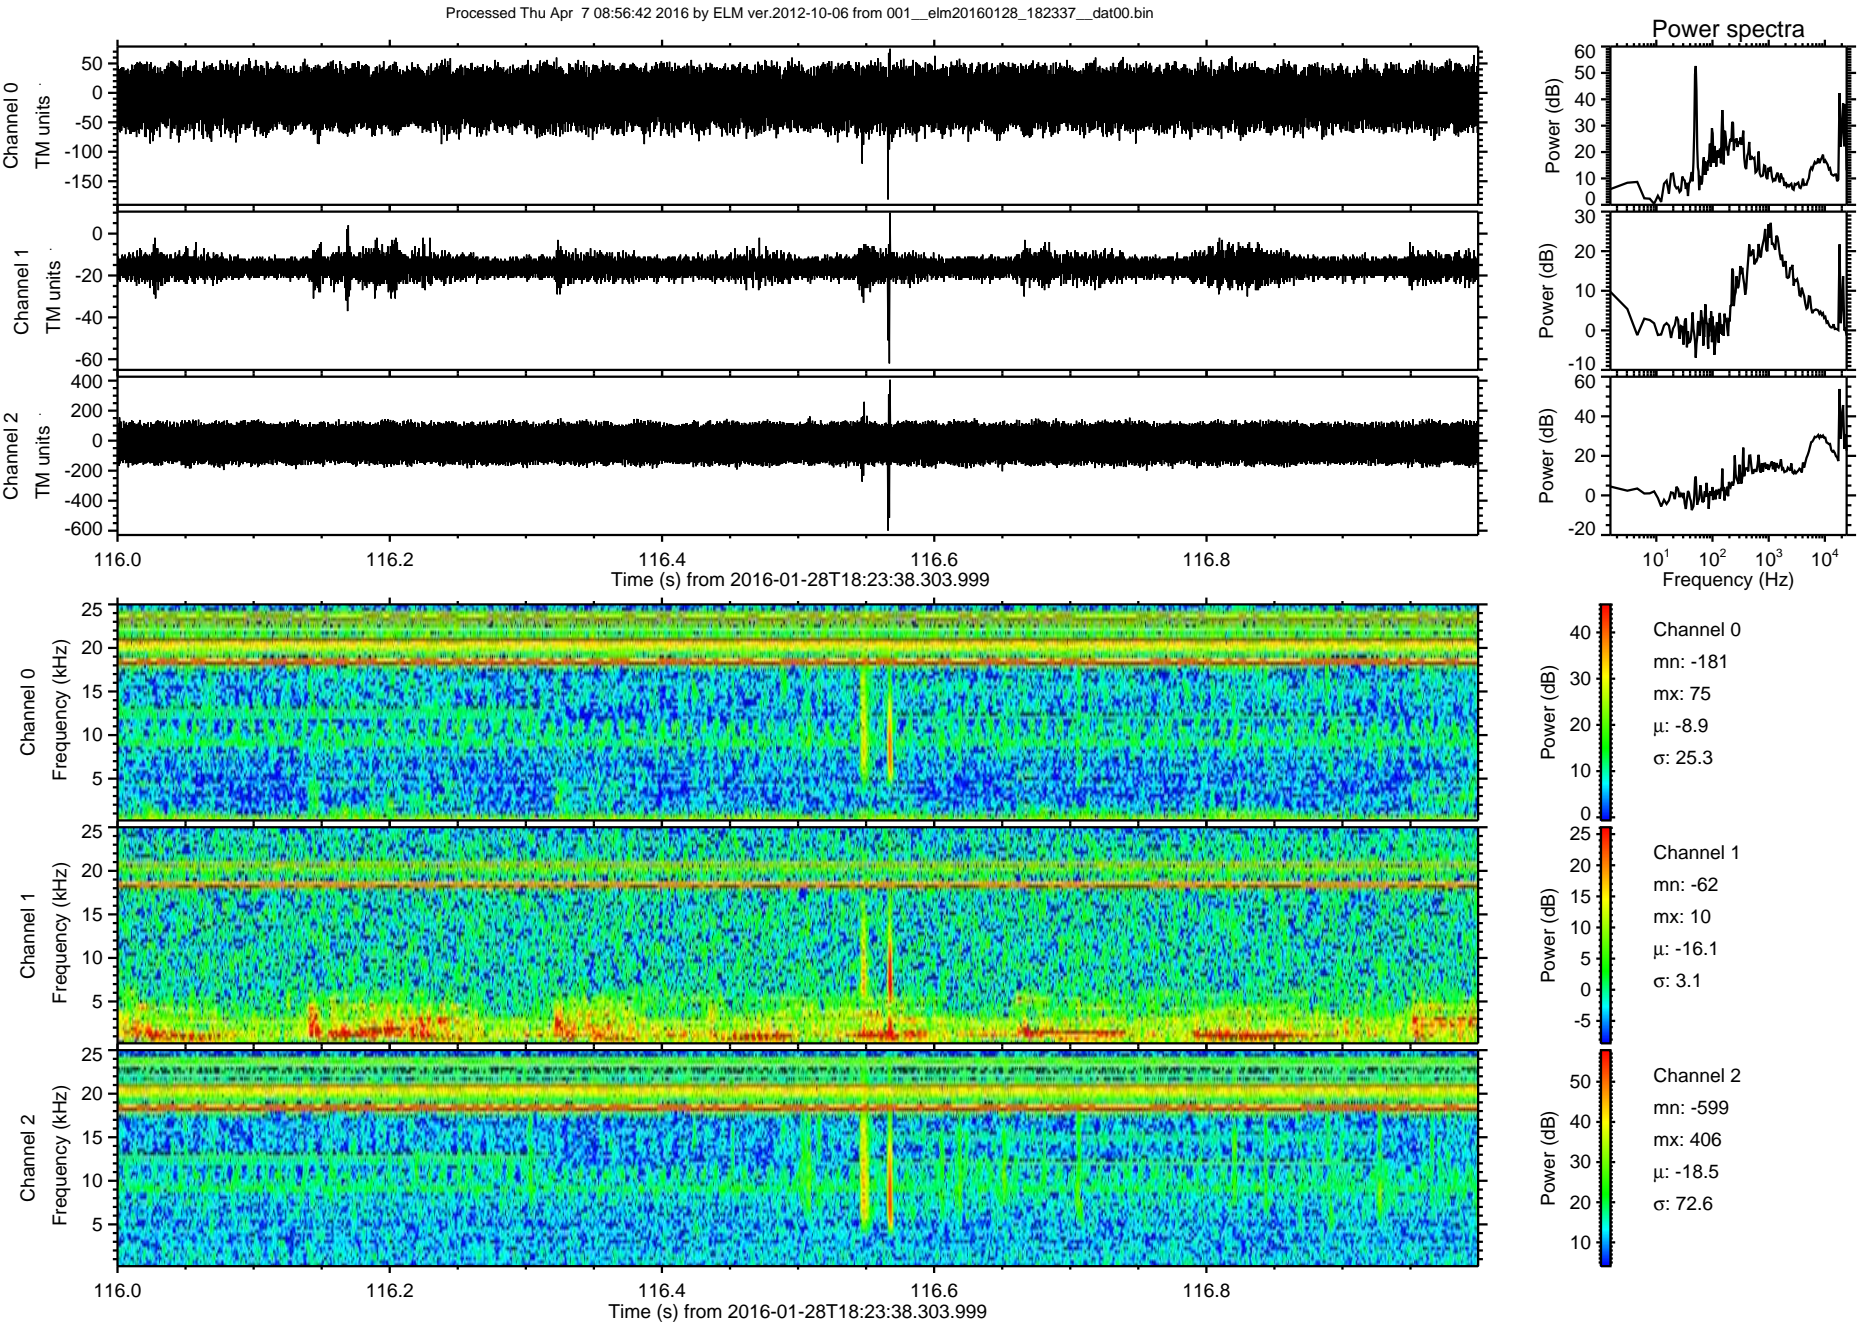 Processed Thu Apr  7 08:56:42 2016 by ELM ver.2012-10-06 from 001__elm20160128_182337__dat00.bin
Power spectra
Channel 0
TM units
50
0
-50
-100
-150
Power (dB)
60
50
40
30
20
10
0
Channel 1
TM units
0
-20
-40
-60
Power (dB)
30
20
10
0
-10
Channel 2
TM units
400
200
0
-200
-400
-600
Power (dB)
60
40
20
0
-20
116.0 116.2 116.4 116.6 116.8
Time (s) from 2016-01-28T18:23:38.303.999
10¹ 10² 10³ 10⁴
Frequency (Hz)
Channel 0
Frequency (kHz)
25
20
15
10
5
Power (dB)
40
30
20
10
0
Channel 0
mn: -181
mx: 75
μ: -8.9
σ: 25.3
Channel 1
Frequency (kHz)
25
20
15
10
5
Power (dB)
25
20
15
10
5
0
-5
Channel 1
mn: -62
mx: 10
μ: -16.1
σ: 3.1
Channel 2
Frequency (kHz)
25
20
15
10
5
Power (dB)
50
40
30
20
10
Channel 2
mn: -599
mx: 406
μ: -18.5
σ: 72.6
116.0 116.2 116.4 116.6 116.8
Time (s) from 2016-01-28T18:23:38.303.999